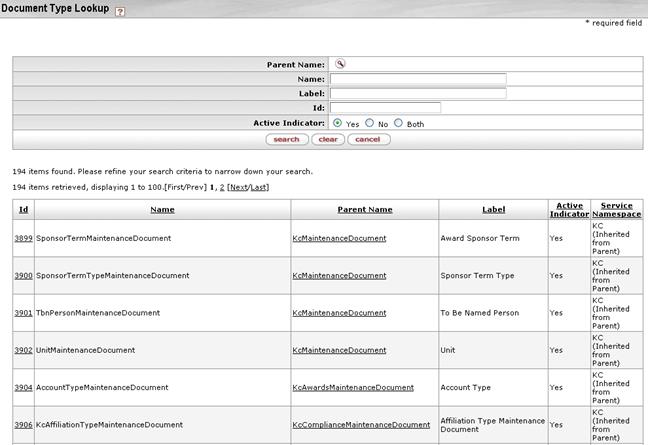 Document Type Lookup ?
* required field
Parent Name:
Name:
Label:
Id:
Active Indicator: Yes No Both
search clear cancel
194 items found. Please refine your search criteria to narrow down your search.
194 items retrieved, displaying 1 to 100.[First/Prev] 1, 2 [Next/Last]
Id Name Parent Name Label Active Indicator Service Namespace
3899 SponsorTermMaintenanceDocument KcMaintenanceDocument Award Sponsor Term Yes KC (Inherited from Parent)
3900 SponsorTermTypeMaintenanceDocument KcMaintenanceDocument Sponsor Term Type Yes KC (Inherited from Parent)
3901 TbnPersonMaintenanceDocument KcMaintenanceDocument To Be Named Person Yes KC (Inherited from Parent)
3902 UnitMaintenanceDocument KcMaintenanceDocument Unit Yes KC (Inherited from Parent)
3904 AccountTypeMaintenanceDocument KcAwardsMaintenanceDocument Account Type Yes KC (Inherited from Parent)
3906 KcAffiliationTypeMaintenanceDocument KcComplianceMaintenanceDocument Affiliation Type Maintenance Document Yes KC (Inherited from Parent)